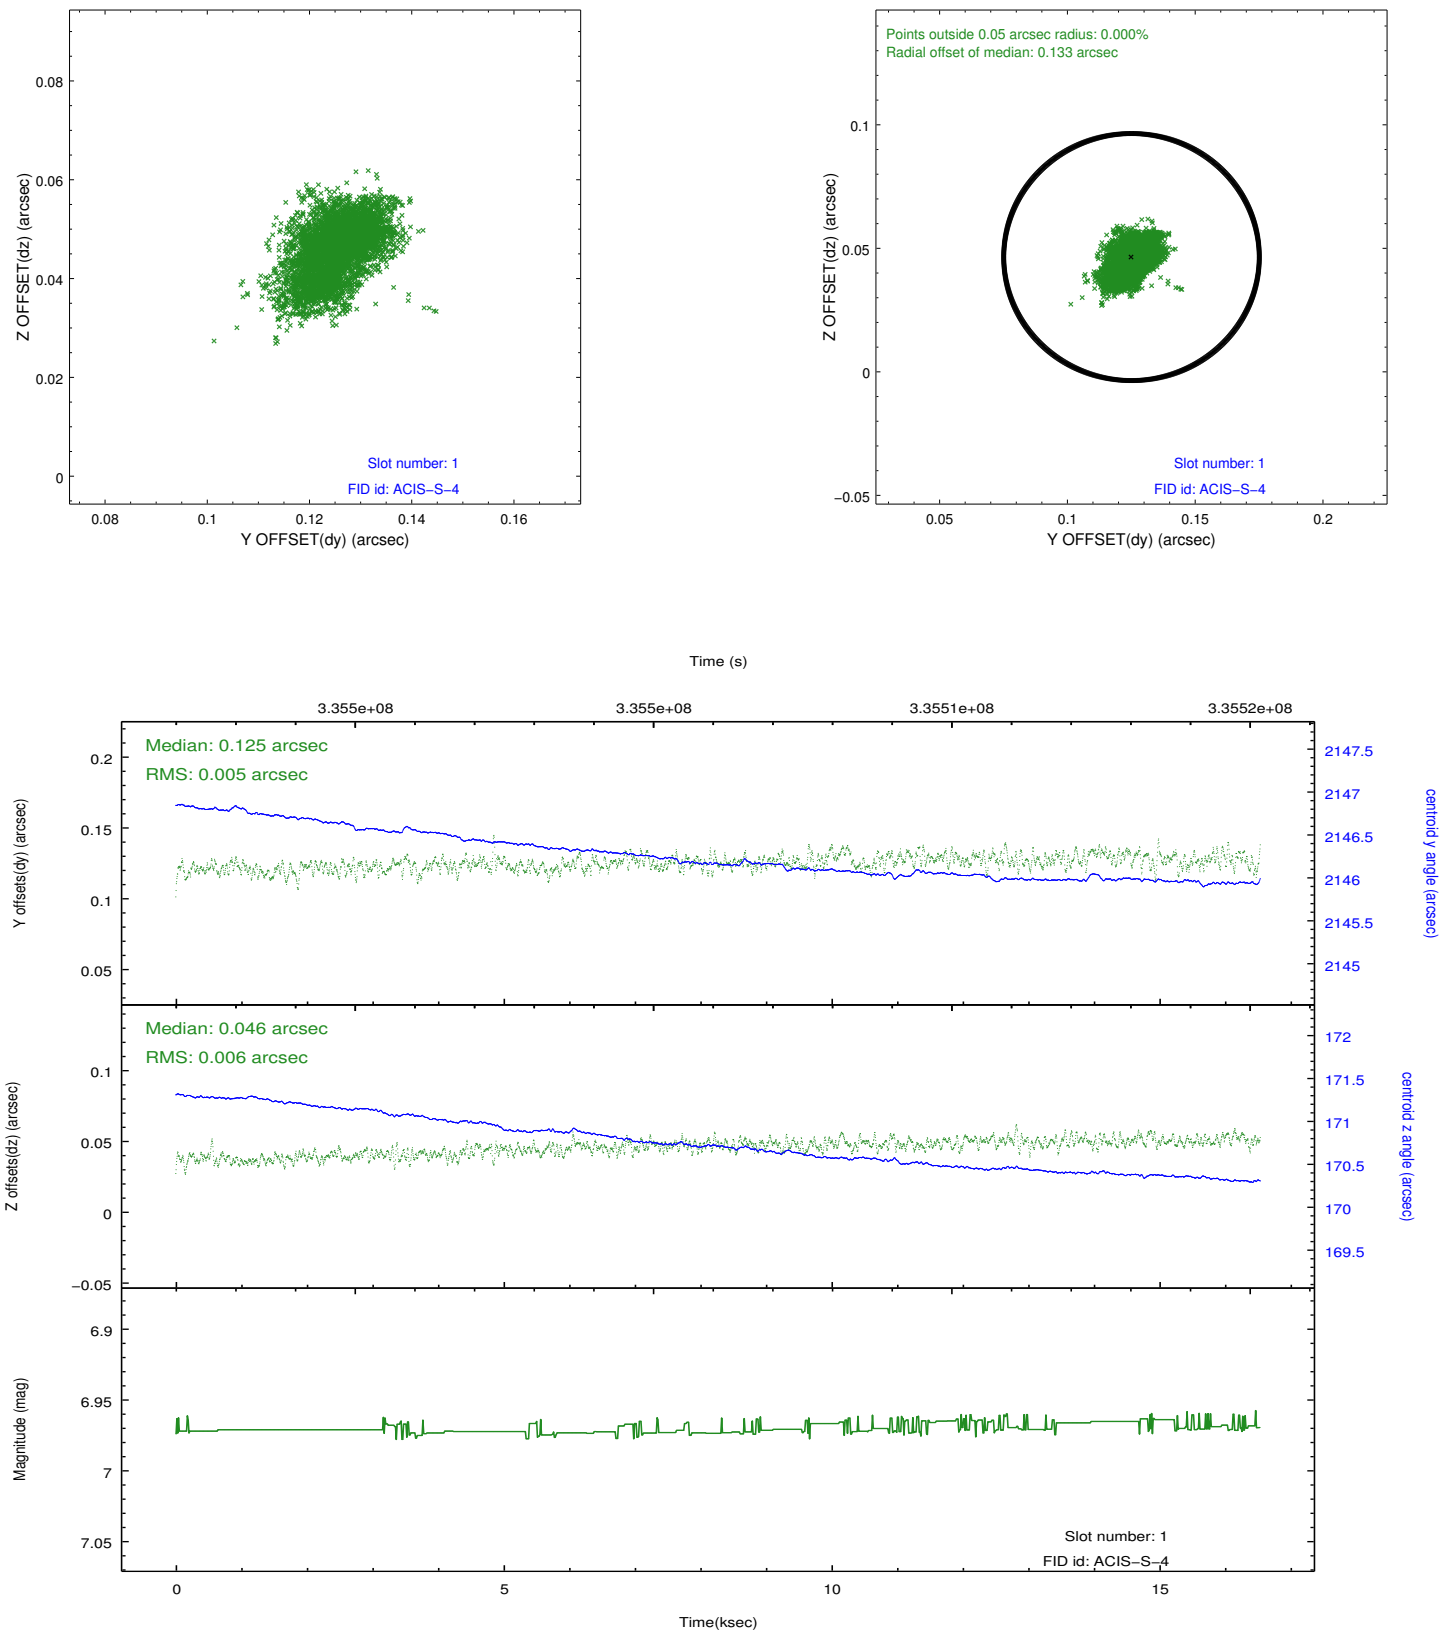 0.08
0.06
0.04
0.02
0
Z OFFSET(dz) (arcsec)
0.08 0.1 0.12 0.14 0.16
Y OFFSET(dy) (arcsec)
Slot number: 1
FID id: ACIS−S−4
Points outside 0.05 arcsec radius: 0.000%
Radial offset of median: 0.133 arcsec
0.1
0.05
0
−0.05
Z OFFSET(dz) (arcsec)
0.05 0.1 0.15 0.2
Y OFFSET(dy) (arcsec)
Slot number: 1
FID id: ACIS−S−4
Time (s)
3.355e+08 3.355e+08 3.3551e+08 3.3552e+08
Median: 0.125 arcsec
RMS: 0.005 arcsec
0.2
0.15
0.1
0.05
Y offsets(dy) (arcsec)
2147.5
2147
2146.5
2146
2145.5
2145
centroid y angle (arcsec)
Median: 0.046 arcsec
RMS: 0.006 arcsec
0.1
0.05
0
−0.05
Z offsets(dz) (arcsec)
172
171.5
171
170.5
170
169.5
centroid z angle (arcsec)
6.9
6.95
7
7.05
Magnitude (mag)
Slot number: 1
FID id: ACIS−S−4
0 5 10 15
Time(ksec)